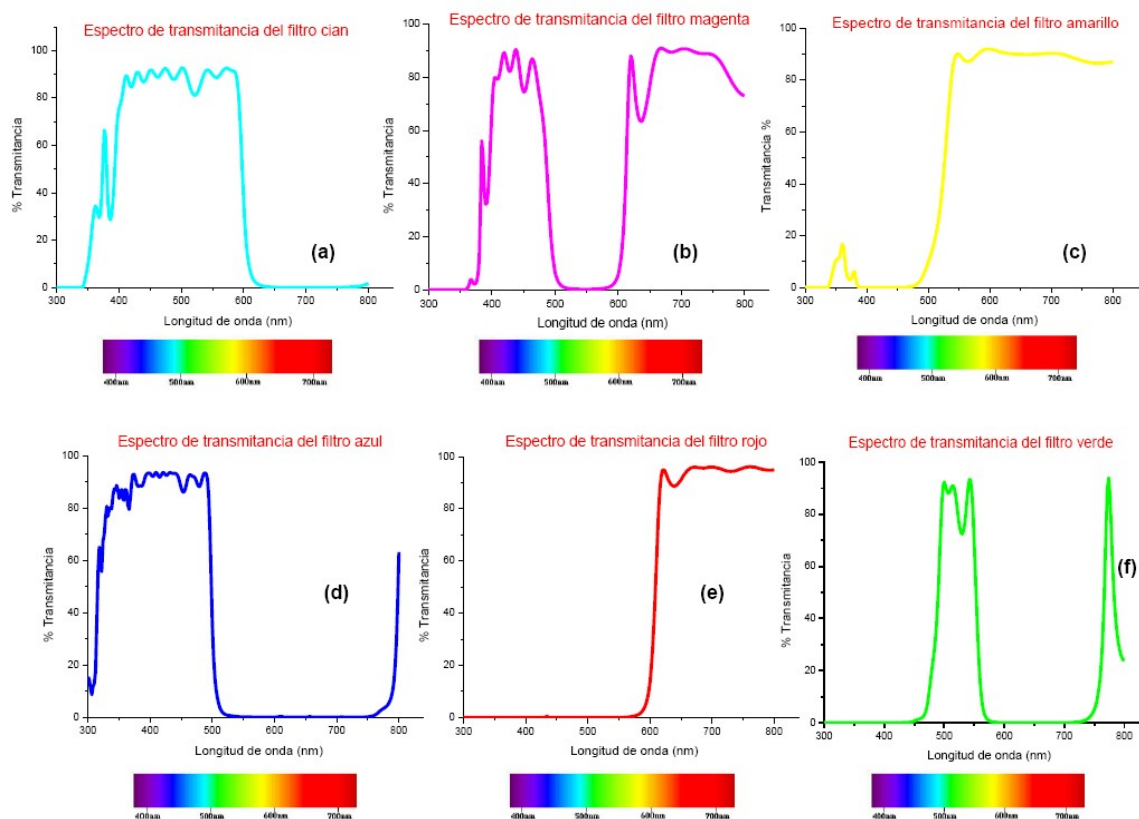 Espectro de transmitancia del filtro cian
% Transmitancia
100
80
60
40
20
0
(a)
300 400 500 600 700 800
Longitud de onda (nm)
400nm 500nm 600nm 700nm
Espectro de transmitancia del filtro magenta
% Transmitancia
100
80
60
40
20
0
(b)
300 400 500 600 700 800
Longitud de onda (nm)
400nm 500nm 600nm 700nm
Espectro de transmitancia del filtro amarillo
Transmitancia %
100
80
60
40
20
0
(c)
300 400 500 600 700 800
Longitud de onda (nm)
400nm 500nm 600nm 700nm
Espectro de transmitancia del filtro azul
% Transmitancia
100
80
60
40
20
0
(d)
300 400 500 600 700 800
Longitud de onda (nm)
400nm 500nm 600nm 700nm
Espectro de transmitancia del filtro rojo
% Transmitancia
100
80
60
40
20
0
(e)
300 400 500 600 700 800
Longitud de onda (nm)
400nm 500nm 600nm 700nm
Espectro de transmitancia del filtro verde
% Transmitancia
100
80
60
40
20
0
(f)
300 400 500 600 700 800
Longitud de onda (nm)
400nm 500nm 600nm 700nm